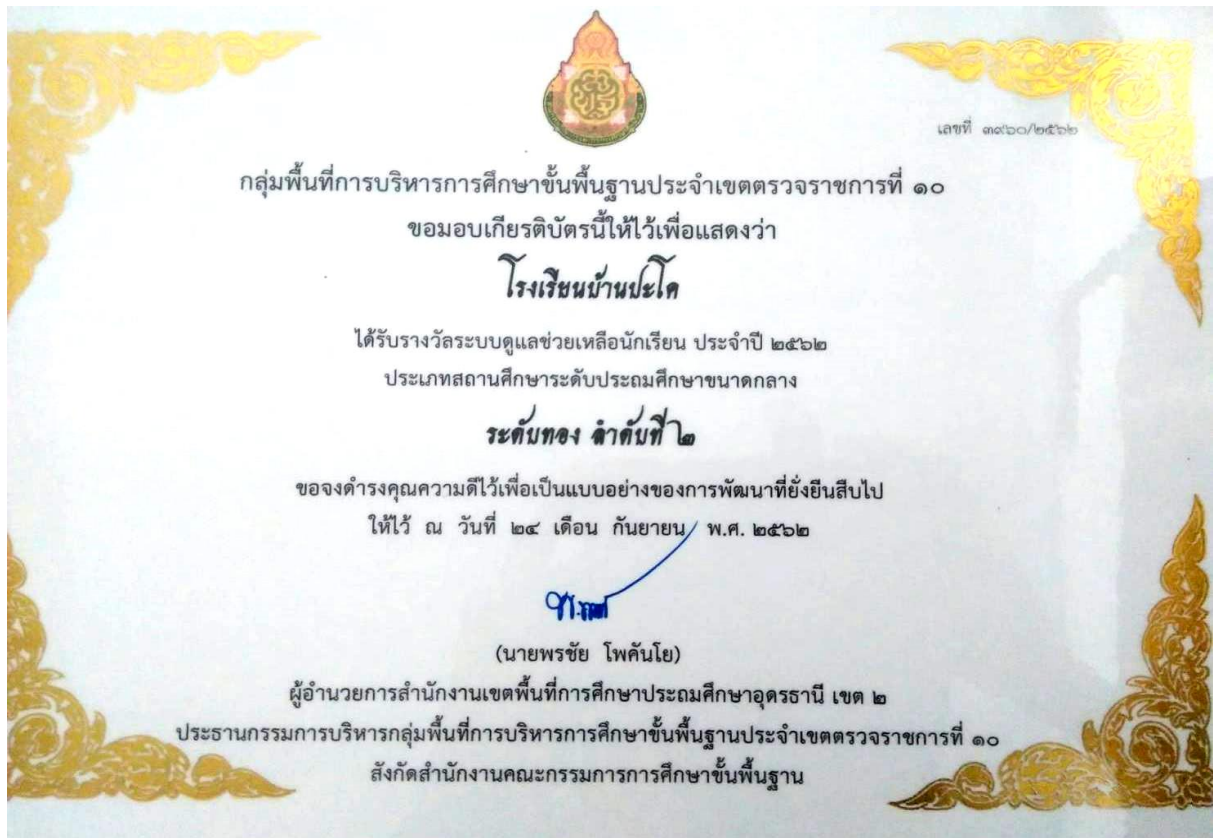 เลขที่ ๓๙๖๐/๒๕๖๒
กลุ่มพื้นที่การบริหารการศึกษาขั้นพื้นฐานประจำเขตตรวจราชการที่ ๑๐
ขอมอบเกียรติบัตรนี้ให้ไว้เพื่อแสดงว่า
โรงเรียนบ้านปะโค
ได้รับรางวัลระบบดูแลช่วยเหลือนักเรียน ประจำปี ๒๕๖๒
ประเภทสถานศึกษาระดับประถมศึกษาขนาดกลาง
ระดับทอง ลำดับที่ ๒
ขอจงดำรงคุณความดีไว้เพื่อเป็นแบบอย่างของการพัฒนาที่ยั่งยืนสืบไป
ให้ไว้ ณ วันที่ ๒๔ เดือน กันยายน พ.ศ. ๒๕๖๒
(นายพรชัย โพคันโย)
ผู้อำนวยการสำนักงานเขตพื้นที่การศึกษาประถมศึกษาอุดรธานี เขต ๒
ประธานกรรมการบริหารกลุ่มพื้นที่การบริหารการศึกษาขั้นพื้นฐานประจำเขตตรวจราชการที่ ๑๐
สังกัดสำนักงานคณะกรรมการการศึกษาขั้นพื้นฐาน